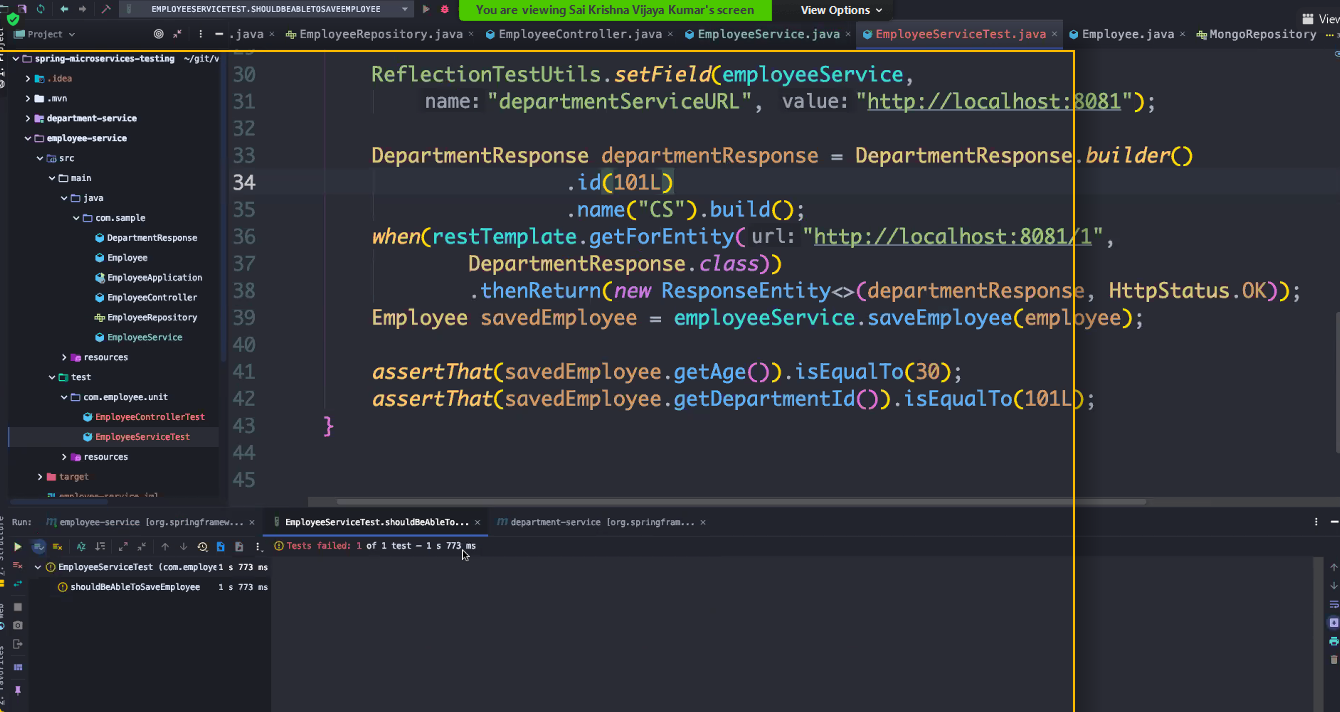 EMPLOYEESERVICETEST.SHOULDBEABLETOSAVEEMPLOYEE
You are viewing Sai Krishna Vijaya Kumar's screen
View Options
View
Project
.java
EmployeeRepository.java
EmployeeController.java
EmployeeService.java
EmployeeServiceTest.java
Employee.java
MongoRepository
spring-microservices-testing ~/git/v
.idea
.mvn
department-service
employee-service
src
main
java
com.sample
DepartmentResponse
Employee
EmployeeApplication
EmployeeController
EmployeeRepository
EmployeeService
resources
test
com.employee.unit
EmployeeControllerTest
EmployeeServiceTest
resources
target
employee-service.iml
30 ReflectionTestUtils.setField(employeeService,
31 name: "departmentServiceURL", value: "http://localhost:8081");
32
33 DepartmentResponse departmentResponse = DepartmentResponse.builder()
34 .id(101L)
35 .name("CS").build();
36 when(restTemplate.getForEntity( url: "http://localhost:8081/1",
37 DepartmentResponse.class))
38 .thenReturn(new ResponseEntity<>(departmentResponse, HttpStatus.OK));
39 Employee savedEmployee = employeeService.saveEmployee(employee);
40
41 assertThat(savedEmployee.getAge()).isEqualTo(30);
42 assertThat(savedEmployee.getDepartmentId()).isEqualTo(101L);
43 }
44
45
Run:
employee-service [org.springframew...
EmployeeServiceTest.shouldBeAbleTo...
department-service [org.springfram...
Tests failed: 1 of 1 test – 1 s 773 ms
EmployeeServiceTest (com.employe 1 s 773 ms
shouldBeAbleToSaveEmployee 1 s 773 ms